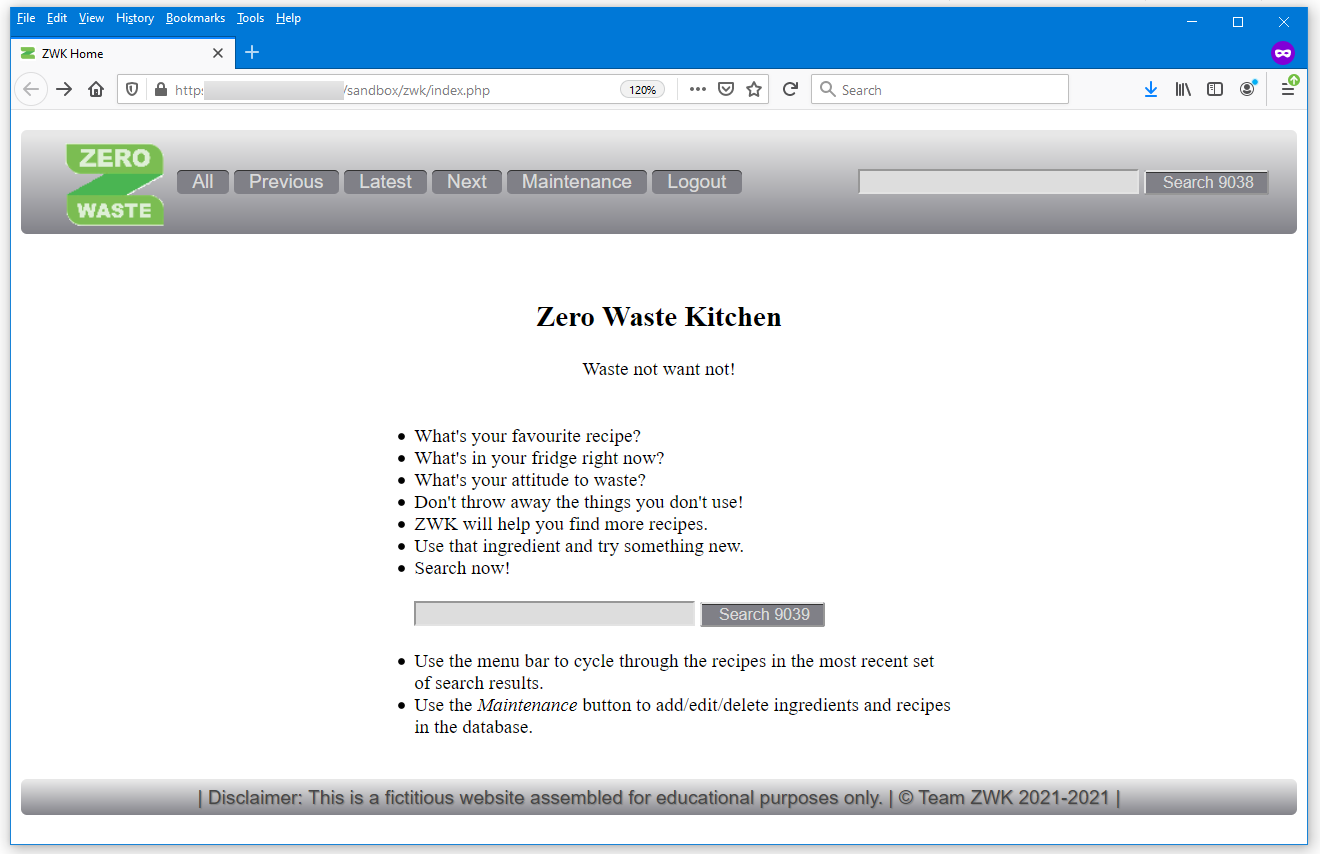 File Edit View History Bookmarks Tools Help
ZWK Home
http: /sandbox/zwk/index.php 120% Search
ZERO
WASTE
All Previous Latest Next Maintenance Logout Search 9038
Zero Waste Kitchen
Waste not want not!
What's your favourite recipe?
What's in your fridge right now?
What's your attitude to waste?
Don't throw away the things you don't use!
ZWK will help you find more recipes.
Use that ingredient and try something new.
Search now!
Search 9039
Use the menu bar to cycle through the recipes in the most recent set
of search results.
Use the Maintenance button to add/edit/delete ingredients and recipes
in the database.
| Disclaimer: This is a fictitious website assembled for educational purposes only. | © Team ZWK 2021-2021 |